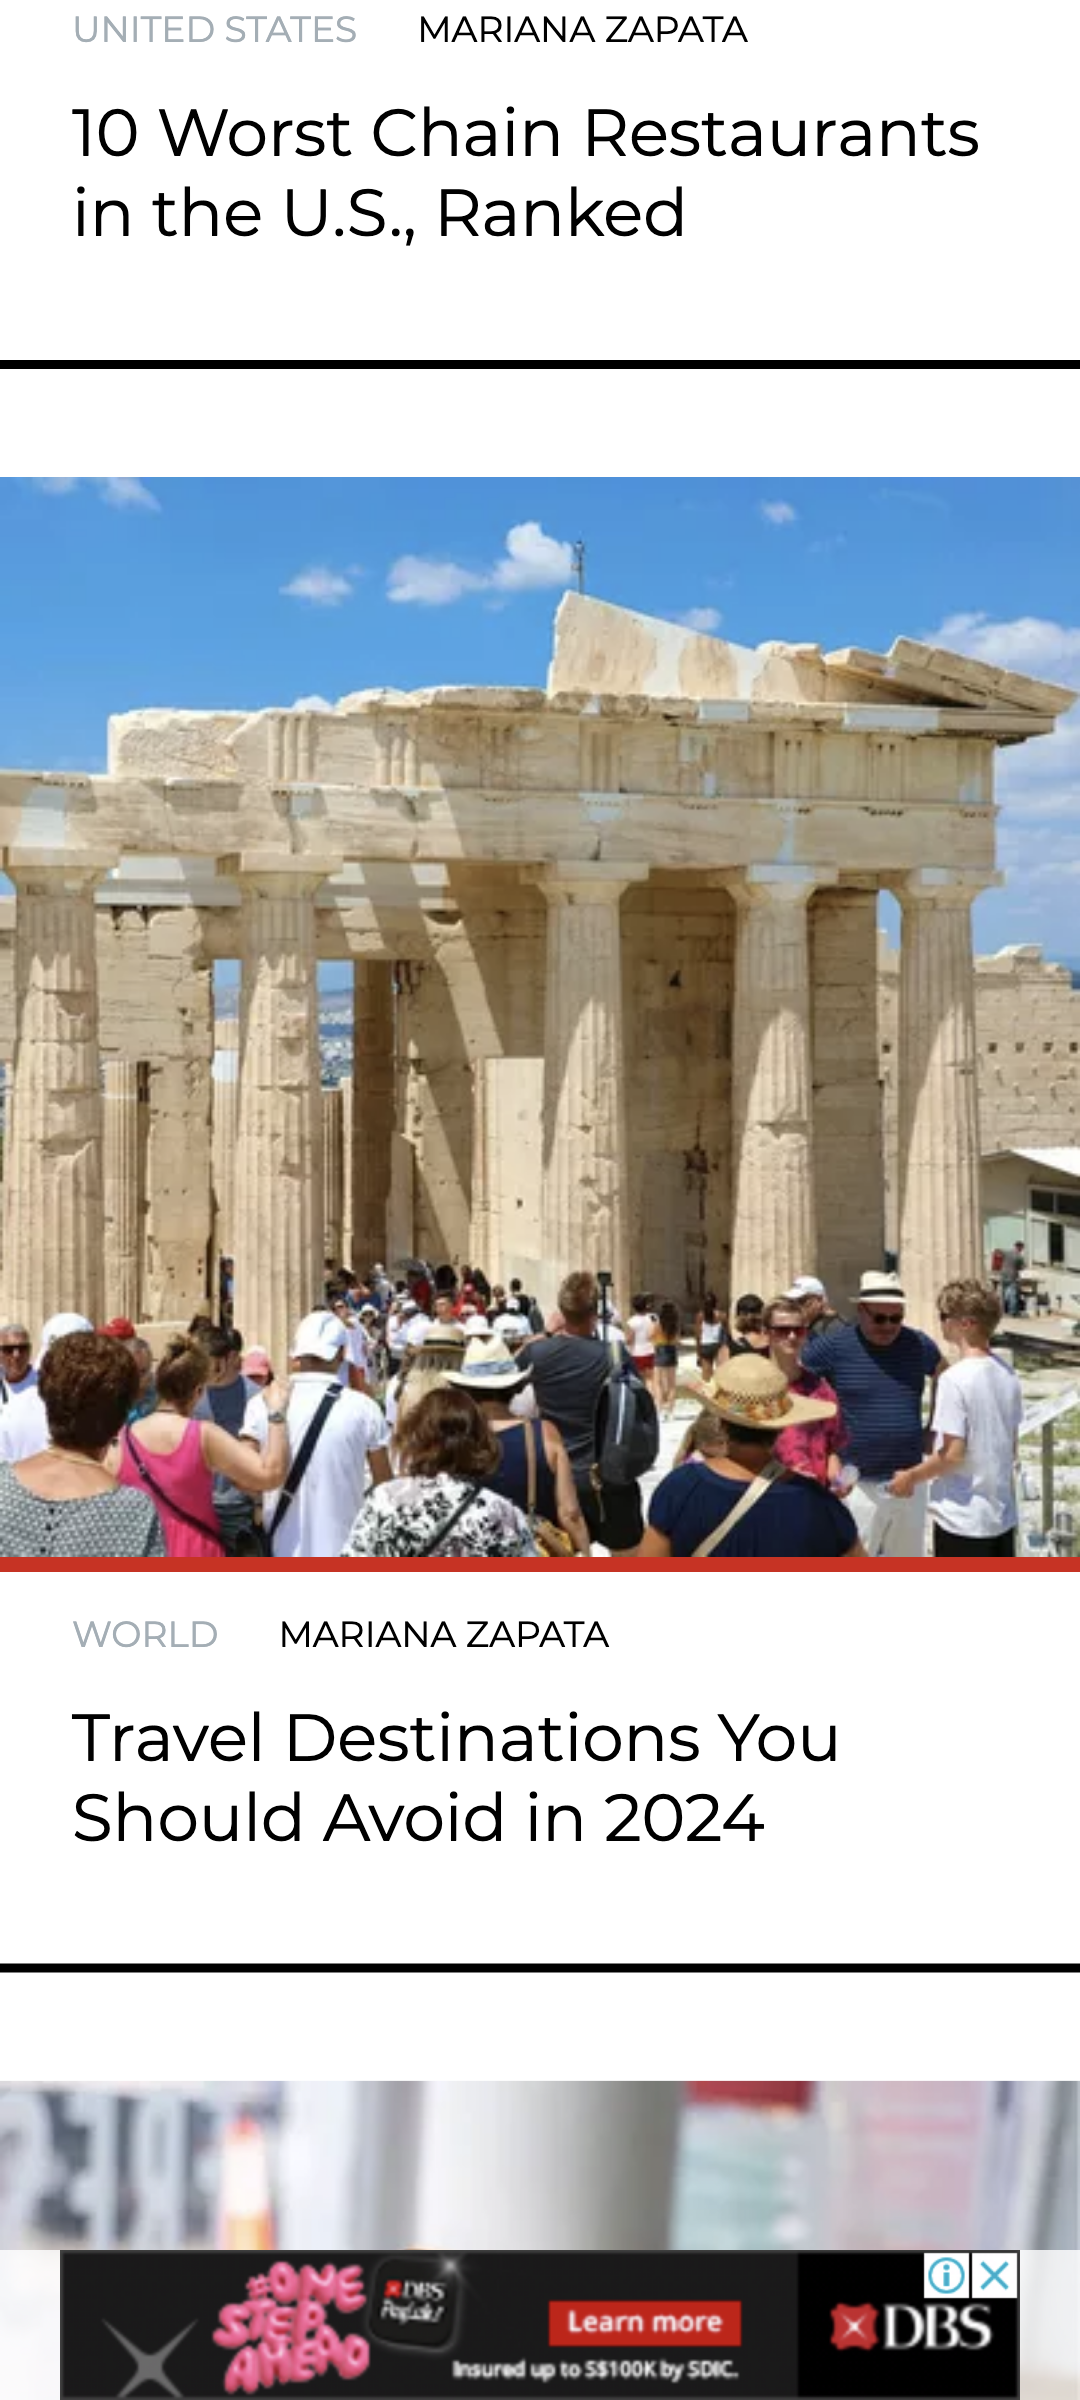 UNITED STATES MARIANA ZAPATA
10 Worst Chain Restaurants
in the U.S., Ranked
WORLD MARIANA ZAPATA
Travel Destinations You
Should Avoid in 2024
#ONE
STEP
AHEAD
DBS
PayLah!
Learn more
Insured up to S$100K by SDIC.
DBS